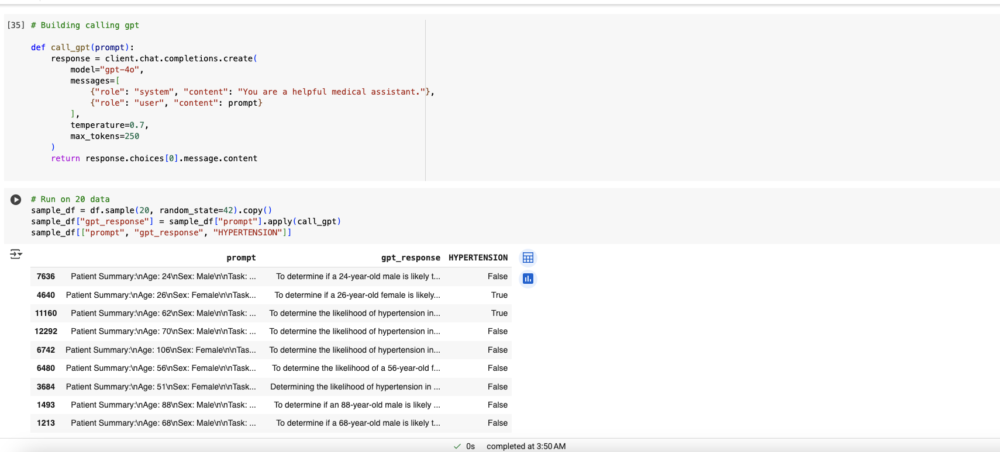 [35] # Building calling gpt
def call_gpt(prompt):
response = client.chat.completions.create(
model="gpt-4o",
messages=[
{"role": "system", "content": "You are a helpful medical assistant."},
{"role": "user", "content": prompt}
],
temperature=0.7,
max_tokens=250
)
return response.choices[0].message.content
# Run on 20 data
sample_df = df.sample(20, random_state=42).copy()
sample_df["gpt_response"] = sample_df["prompt"].apply(call_gpt)
sample_df[["prompt", "gpt_response", "HYPERTENSION"]]
prompt gpt_response HYPERTENSION
7636 Patient Summary:\nAge: 24\nSex: Male\n\nTask: ... To determine if a 24-year-old male is likely t... False
4640 Patient Summary:\nAge: 26\nSex: Female\n\nTask... To determine if a 26-year-old female is likely... True
11160 Patient Summary:\nAge: 62\nSex: Male\n\nTask: ... To determine the likelihood of hypertension in... True
12292 Patient Summary:\nAge: 70\nSex: Male\n\nTask: ... To determine the likelihood of hypertension in... False
6742 Patient Summary:\nAge: 106\nSex: Female\n\nTas... To determine the likelihood of hypertension in... False
6480 Patient Summary:\nAge: 56\nSex: Female\n\nTask... To determine the likelihood of a 56-year-old f... False
3684 Patient Summary:\nAge: 51\nSex: Female\n\nTask... Determining the likelihood of hypertension in ... False
1493 Patient Summary:\nAge: 88\nSex: Male\n\nTask: ... To determine if an 88-year-old male is likely ... False
1213 Patient Summary:\nAge: 68\nSex: Male\n\nTask: ... To determine if a 68-year-old male is likely t... False
0s completed at 3:50 AM